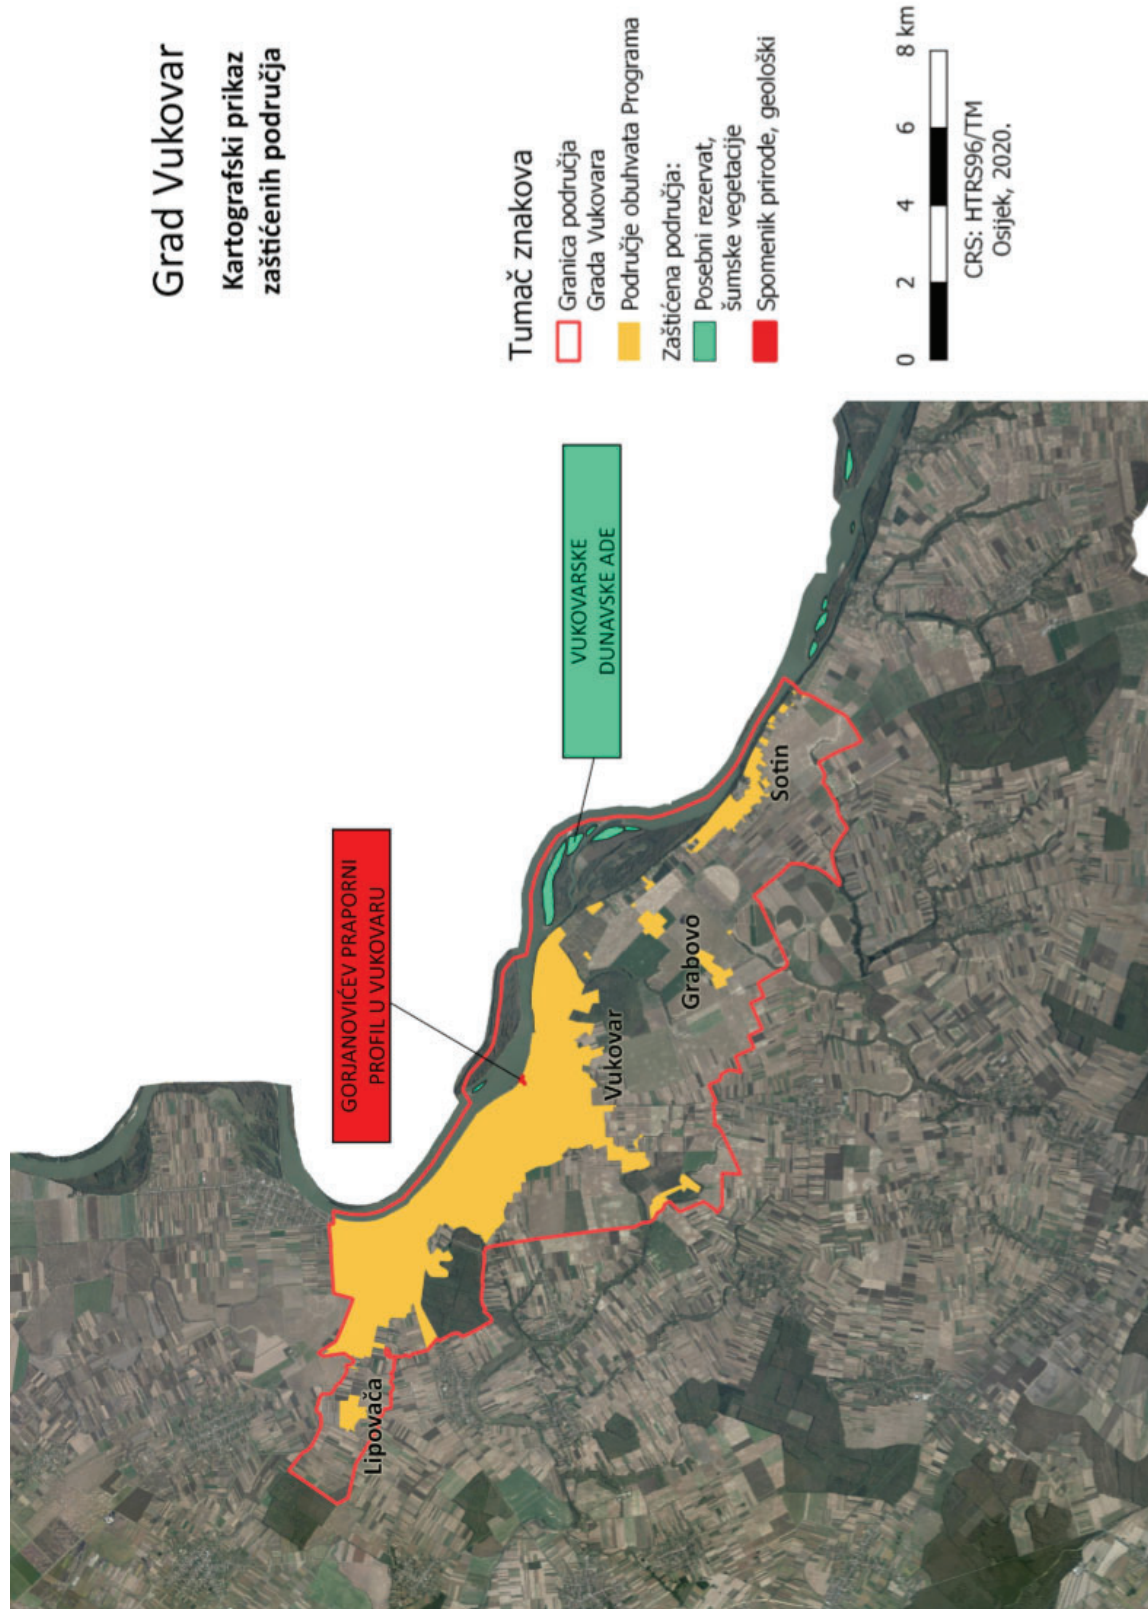 Grad Vukovar
Kartografski prikaz
zaštićenih područja
Tumač znakova
Granica područja
Grada Vukovara
Područje obuhvata Programa
Zaštićena područja:
Posebni rezervat,
šumske vegetacije
Spomenik prirode, geološki
0 2 4 6 8 km
CRS: HTRS96/TM
Osijek, 2020.
GORJANOVIĆEV PRAPORNI
PROFIL U VUKOVARU
VUKOVARSKE
DUNAVSKE ADE
Lipovača
Vukovar
Grabovo
Sotin